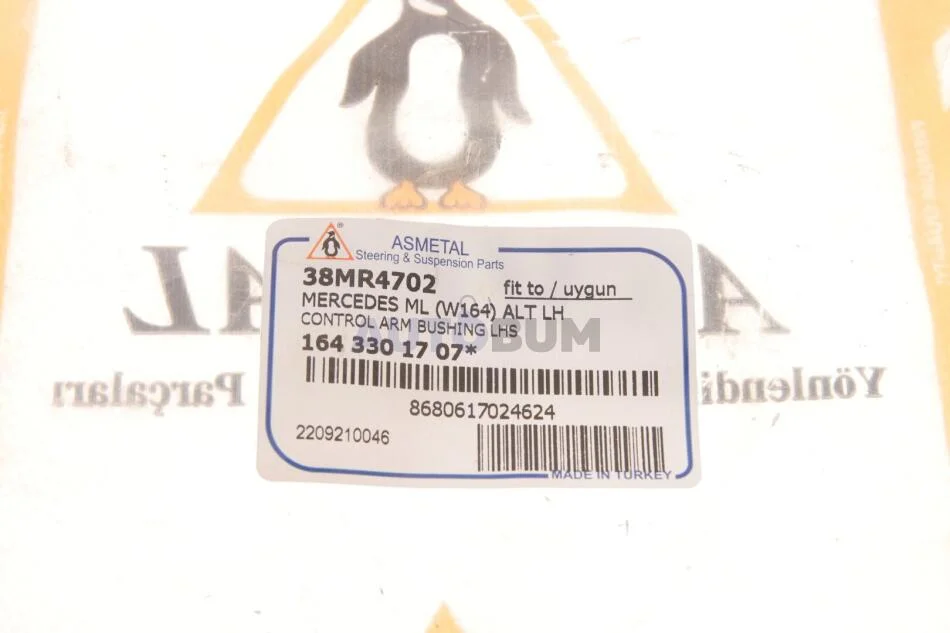 ASMETAL
Steering & Suspension Parts
38MR4702 fit to / uygun
MERCEDES ML (W164) ALT LH
CONTROL ARM BUSHING LHS
AUTOBUM
164 330 17 07*
8680617024624
2209210046
MADE IN TURKEY
Yönlendi
Parçaları